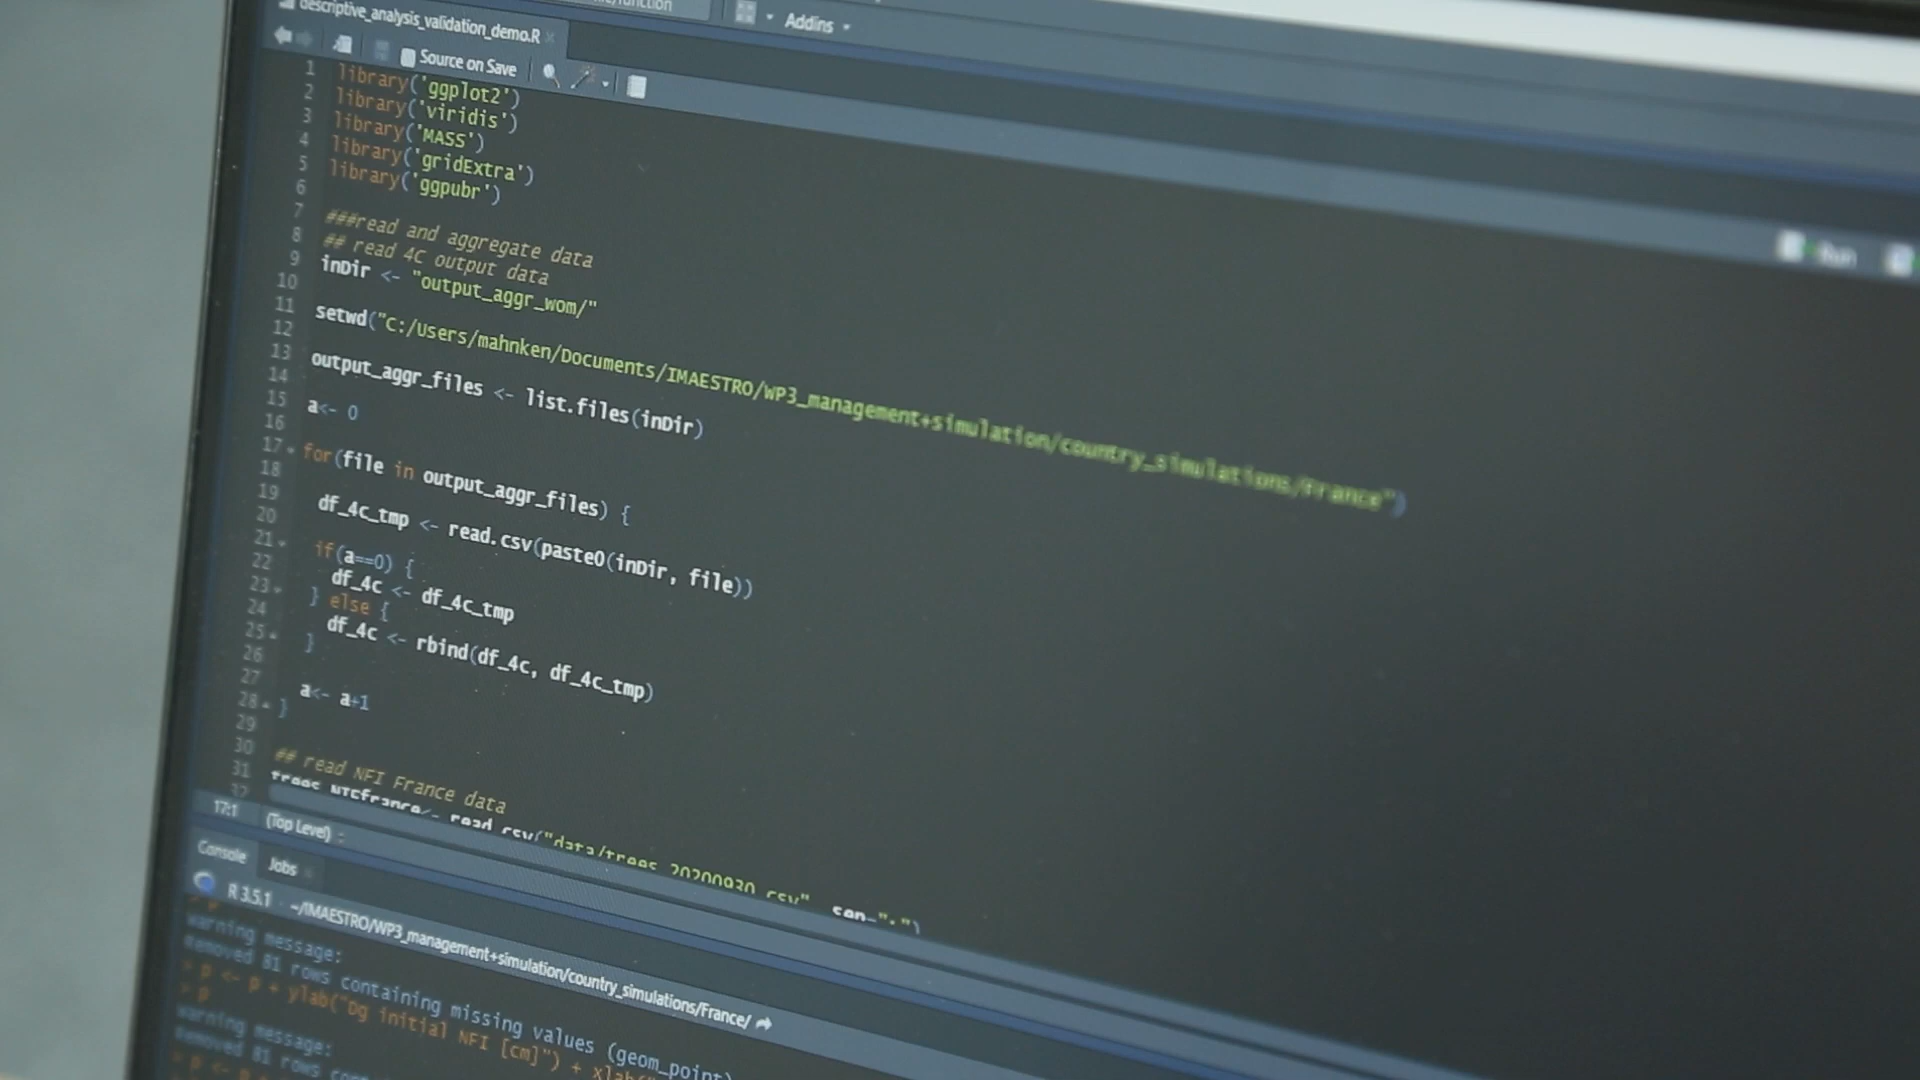 descriptive_analysis_validation_demo.R
Addins
Source on Save
Run
1 library('ggplot2')
2 library('viridis')
3 library('MASS')
4 library('gridExtra')
5 library('ggpubr')
6
7 ###read and aggregate data
8 ## read 4C output data
9 inDir <- "output_aggr_wom/"
10
11 setwd("C:/Users/mahnken/Documents/IMAESTRO/WP3_management+simulation/country_simulations/France")
12
13 output_aggr_files <- list.files(inDir)
14
15 a<- 0
16
17 for(file in output_aggr_files) {
18
19 df_4c_tmp <- read.csv(paste0(inDir, file))
20
21 if(a==0) {
22 df_4c <- df_4c_tmp
23 } else {
24 df_4c <- rbind(df_4c, df_4c_tmp)
25 }
26
27 a<- a+1
28 }
29
30
31 ## read NFI France data
32 trees_NFIfrance<- read.csv("data/trees_20200930.csv", sep=
17:1 (Top Level)
Console Jobs
R 3.5.1 · ~/IMAESTRO/WP3_management+simulation/country_simulations/France/
> p
Warning message:
Removed 81 rows containing missing values (geom_point)
> p <- p + ylab("Dg initial NFI [cm]") + xlab("
> p
Warning message:
Removed 81 rows
> p <- p